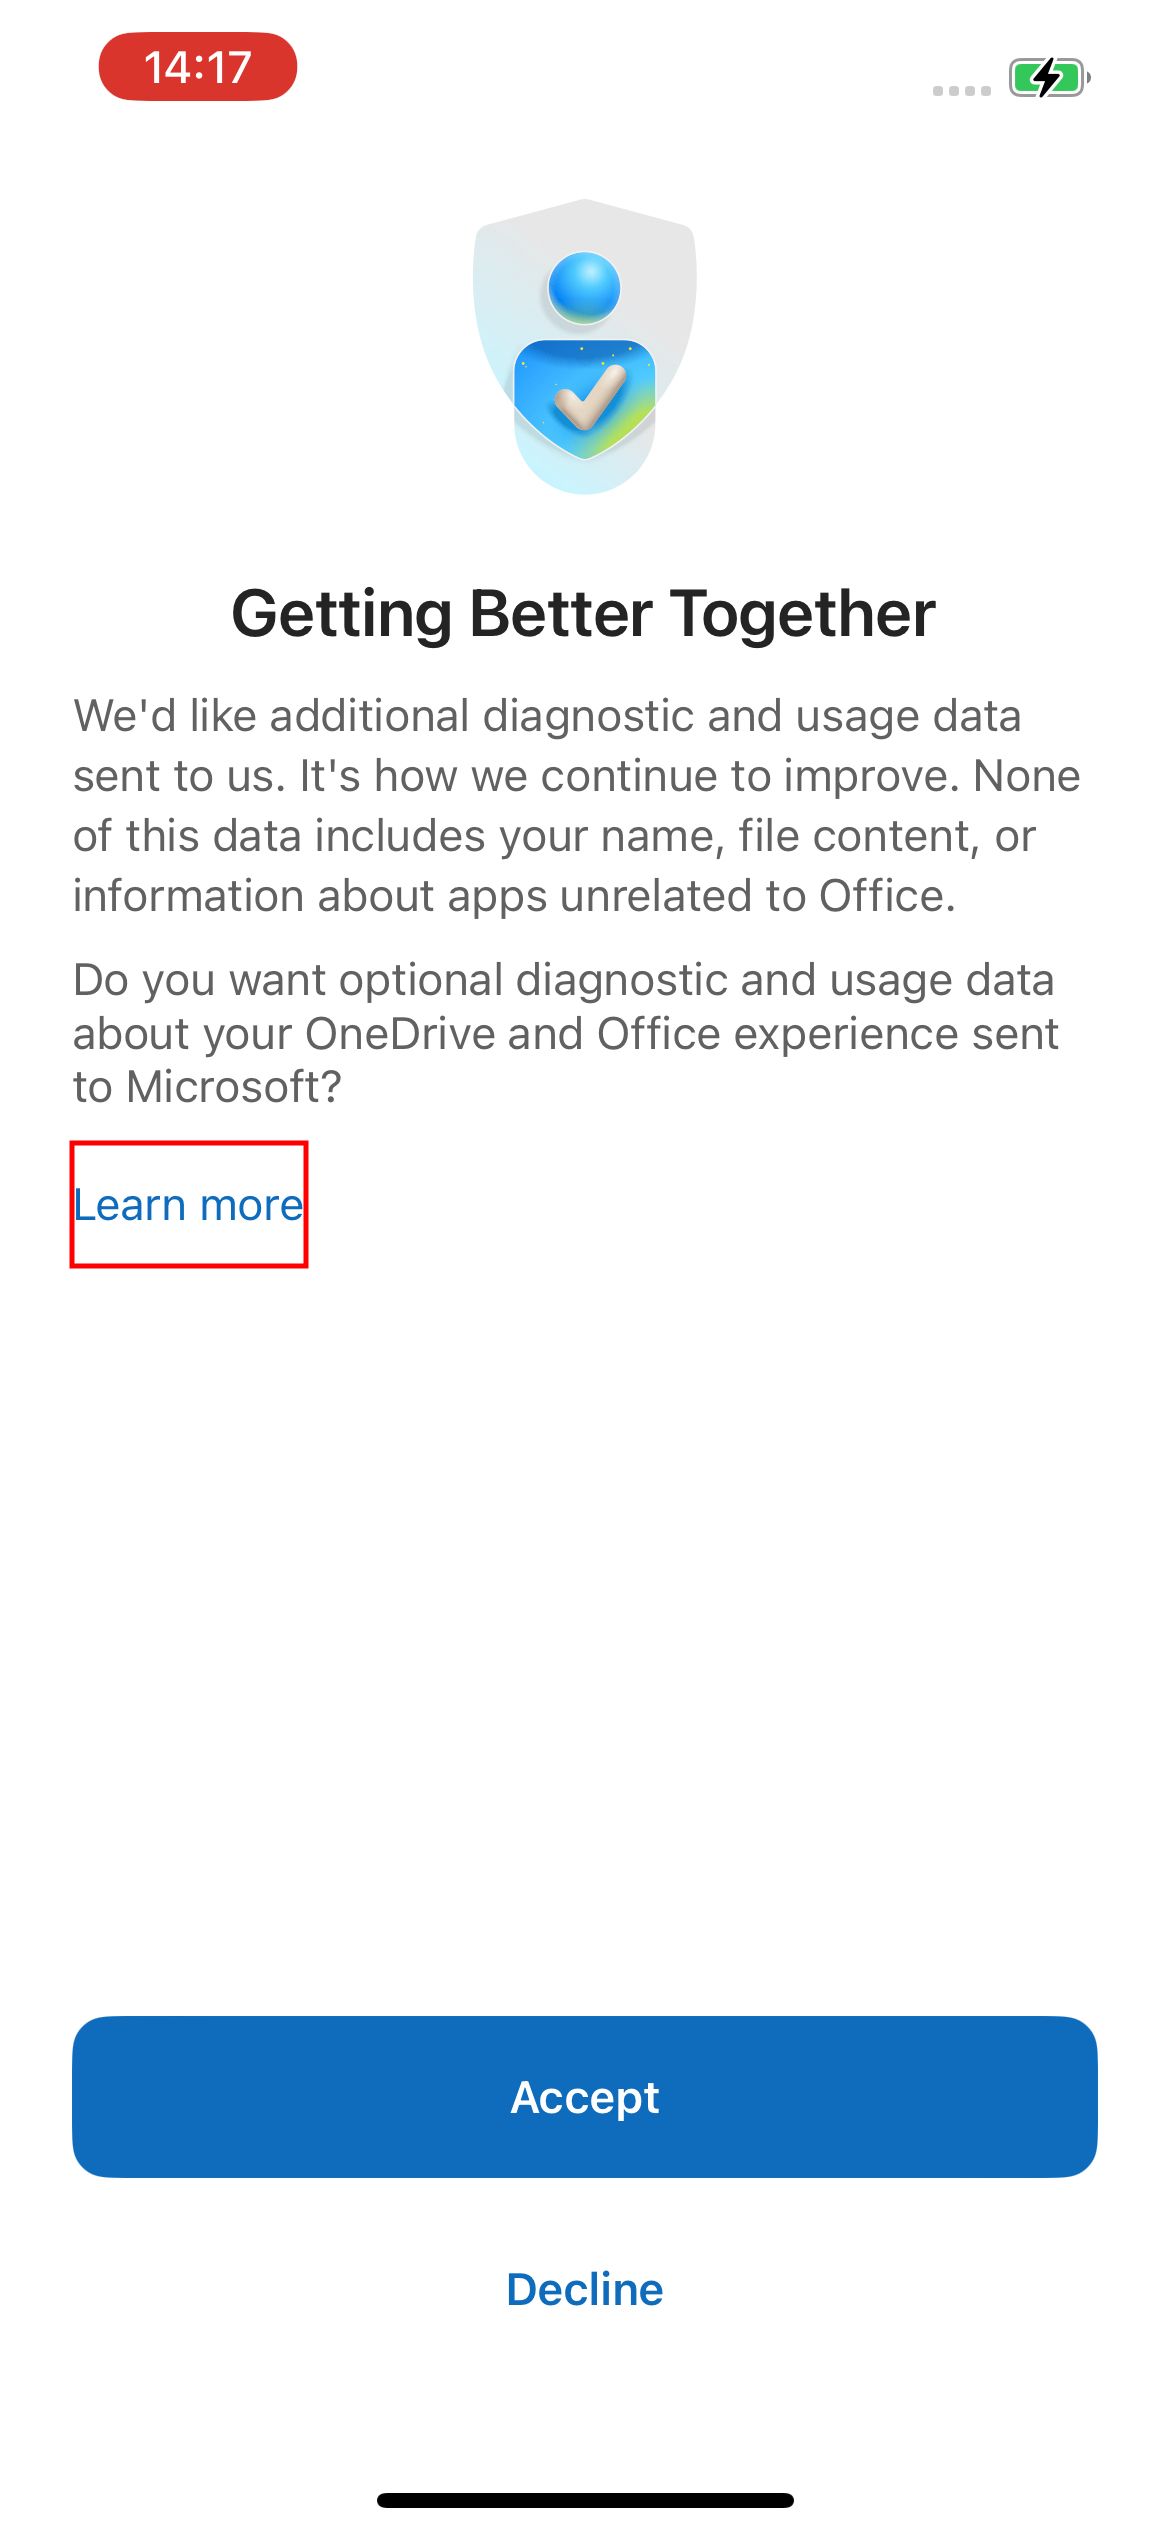 14:17
Getting Better Together
We'd like additional diagnostic and usage data
sent to us. It's how we continue to improve. None
of this data includes your name, file content, or
information about apps unrelated to Office.
Do you want optional diagnostic and usage data
about your OneDrive and Office experience sent
to Microsoft?
Learn more
Accept
Decline